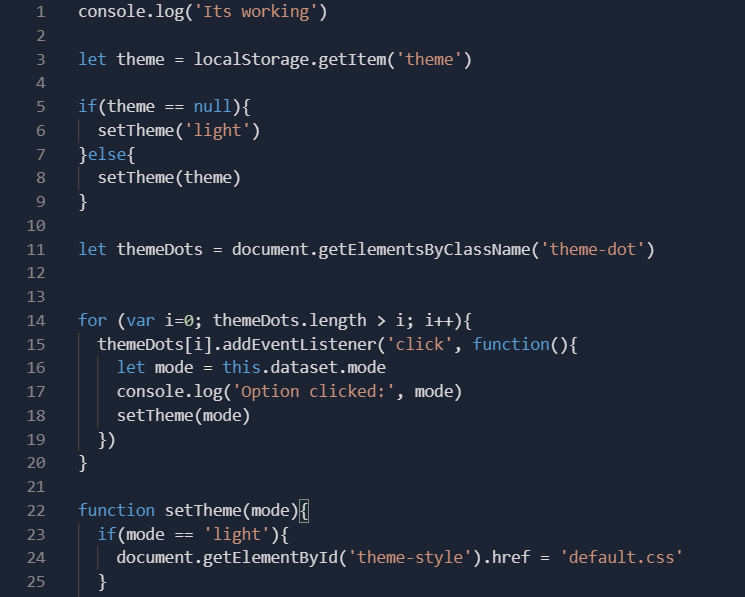 1 console.log('Its working')
2
3 let theme = localStorage.getItem('theme')
4
5 if(theme == null){
6   setTheme('light')
7 }else{
8   setTheme(theme)
9 }
10
11 let themeDots = document.getElementsByClassName('theme-dot')
12
13
14 for (var i=0; themeDots.length > i; i++){
15   themeDots[i].addEventListener('click', function(){
16     let mode = this.dataset.mode
17     console.log('Option clicked:', mode)
18     setTheme(mode)
19   })
20 }
21
22 function setTheme(mode){
23   if(mode == 'light'){
24     document.getElementById('theme-style').href = 'default.css'
25   }